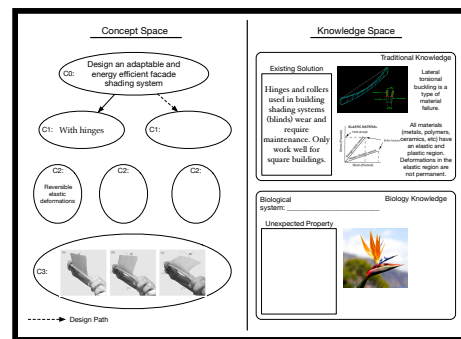 Concept Space
Knowledge Space
C0:
Design an adaptable and
energy efficient facade
shading system
C1:
With hinges
C1:
C2:
Reversible
elastic
deformations
C2:
C2:
C3:
Design Path
Traditional Knowledge
Existing Solution
Hinges and rollers
used in building
shading systems
(blinds) wear and
require
maintenance. Only
work well for
square buildings.
Lateral
torsional
buckling is a
type of
material
failure.
ELASTIC MATERIAL
All materials
(metals, polymers,
ceramics, etc) have
an elastic and
plastic region.
Deformations in the
elastic region are
not permanent.
Biological
system:
Biology Knowledge
Unexpected Property